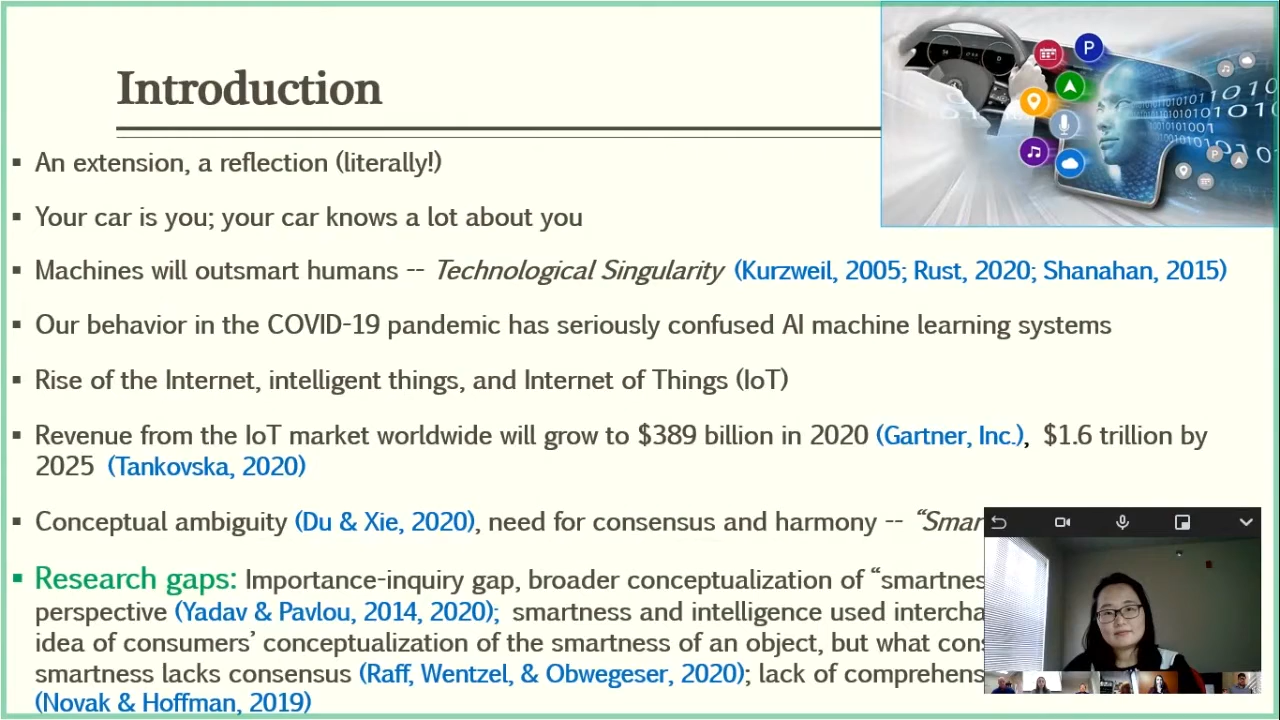 Introduction
P
An extension, a reflection (literally!)
Your car is you; your car knows a lot about you
Machines will outsmart humans -- Technological Singularity (Kurzweil, 2005; Rust, 2020; Shanahan, 2015)
Our behavior in the COVID-19 pandemic has seriously confused AI machine learning systems
Rise of the Internet, intelligent things, and Internet of Things (IoT)
Revenue from the IoT market worldwide will grow to $389 billion in 2020 (Gartner, Inc.), $1.6 trillion by
2025 (Tankovska, 2020)
Conceptual ambiguity (Du & Xie, 2020), need for consensus and harmony -- “Smar
Research gaps: Importance-inquiry gap, broader conceptualization of “smartnes
perspective (Yadav & Pavlou, 2014, 2020); smartness and intelligence used intercha
idea of consumers’ conceptualization of the smartness of an object, but what cons
smartness lacks consensus (Raff, Wentzel, & Obwegeser, 2020); lack of comprehens
(Novak & Hoffman, 2019)